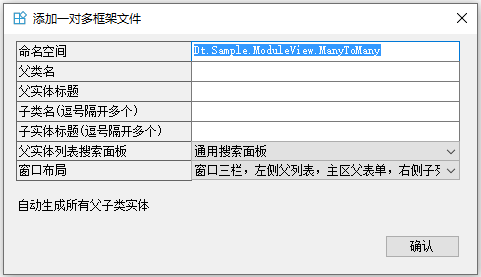 添加一对多框架文件
命名空间 Dt.Sample.ModuleView.ManyToMany
父类名
父实体标题
子类名(逗号隔开多个)
子实体标题(逗号隔开多个)
父实体列表搜索面板 通用搜索面板
窗口布局 窗口三栏，左侧父列表，主区父表单，右侧子
自动生成所有父子类实体
确认